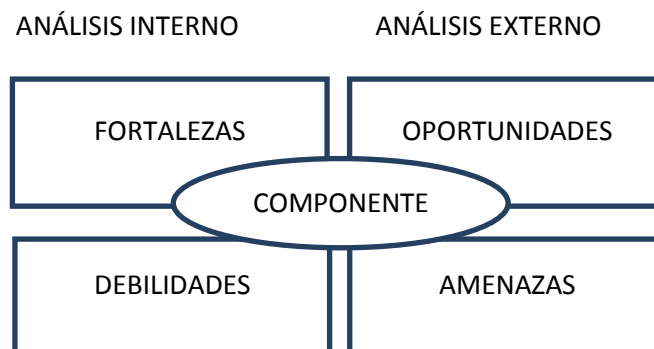 ANÁLISIS INTERNO
ANÁLISIS EXTERNO
FORTALEZAS
OPORTUNIDADES
COMPONENTE
DEBILIDADES
AMENAZAS